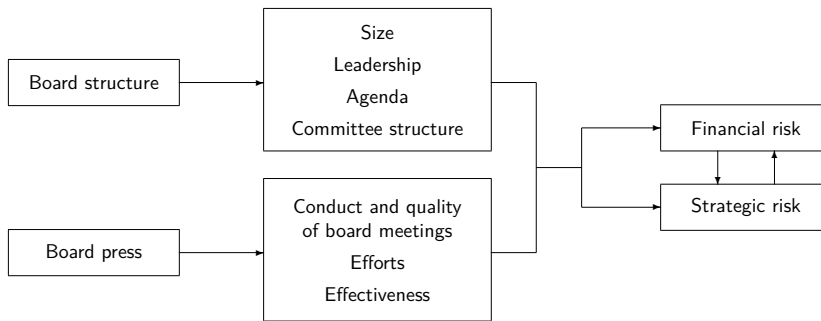 Board structure
Size
Leadership
Agenda
Committee structure
Financial risk
Strategic risk
Board press
Conduct and quality
of board meetings
Efforts
Effectiveness